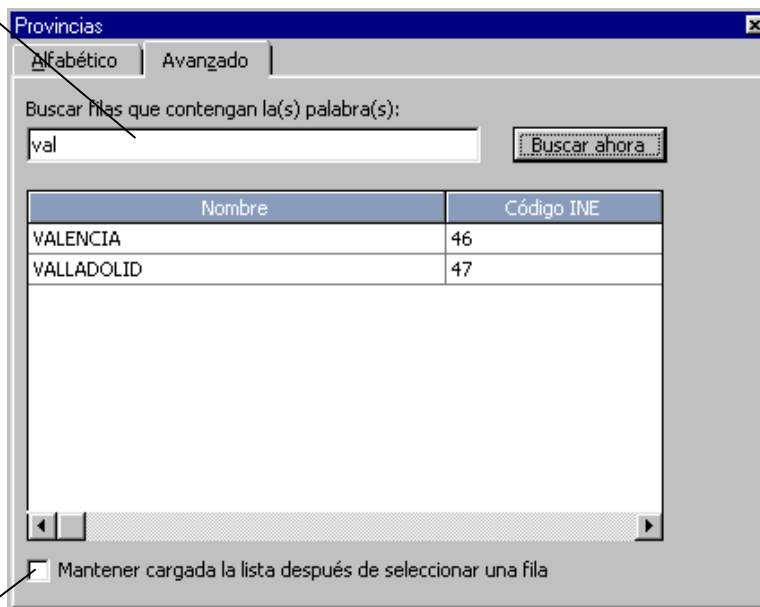 Provincias
Alfabético Avanzado
Buscar filas que contengan la(s) palabra(s):
val Buscar ahora
Nombre Código INE
VALENCIA 46
VALLADOLID 47
Mantener cargada la lista después de seleccionar una fila